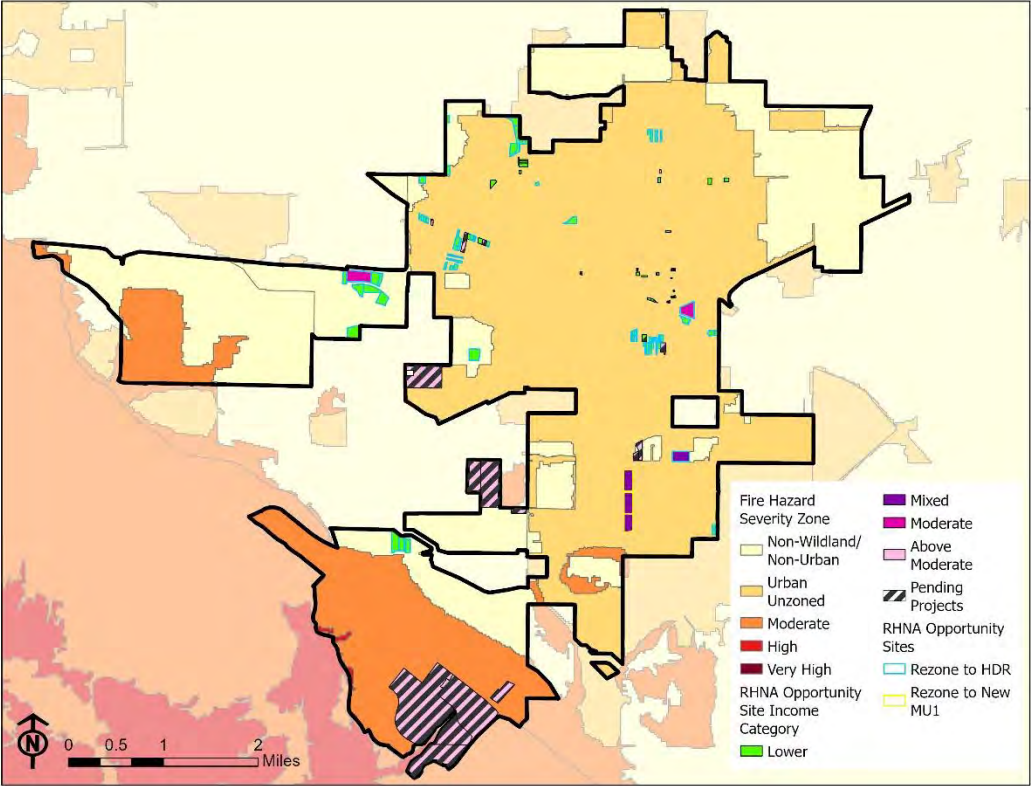 Fire Hazard
Severity Zone
Non-Wildland/
Non-Urban
Urban
Unzoned
Moderate
High
Very High
RHNA Opportunity
Site Income
Category
Lower
Mixed
Moderate
Above
Moderate
Pending
Projects
RHNA Opportunity
Sites
Rezone to HDR
Rezone to New
MU1
N
0 0.5 1 2
Miles